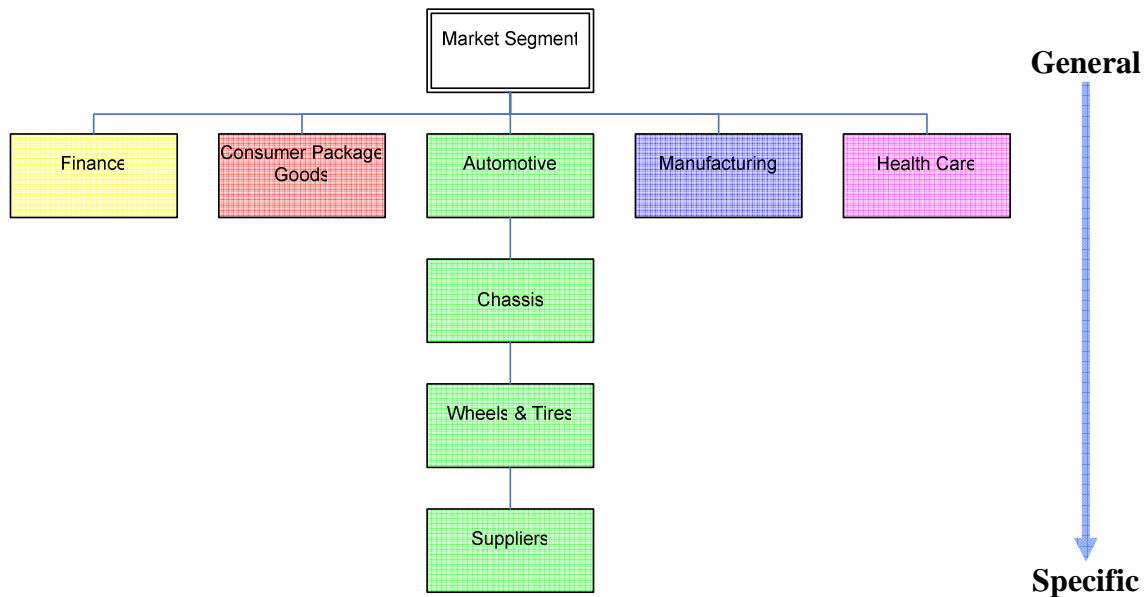 Market Segment
General
Finance
Consumer Package
Goods
Automotive
Manufacturing
Health Care
Chassis
Wheels & Tires
Suppliers
Specific